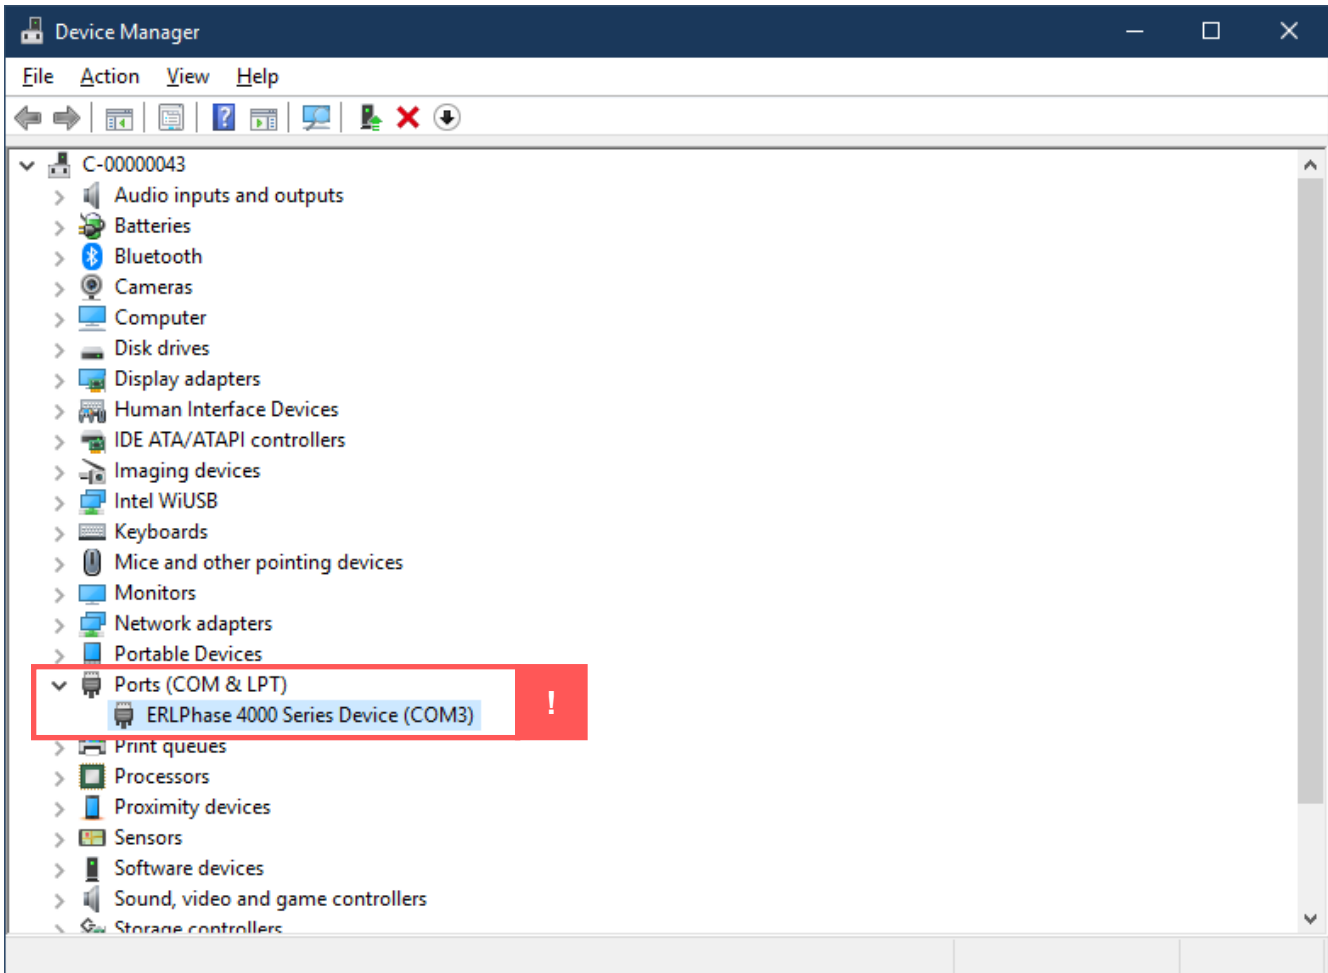 Device Manager
File Action View Help
C-00000043
Audio inputs and outputs
Batteries
Bluetooth
Cameras
Computer
Disk drives
Display adapters
Human Interface Devices
IDE ATA/ATAPI controllers
Imaging devices
Intel WiUSB
Keyboards
Mice and other pointing devices
Monitors
Network adapters
Portable Devices
Ports (COM & LPT)
!
ERLPhase 4000 Series Device (COM3)
Print queues
Processors
Proximity devices
Sensors
Software devices
Sound, video and game controllers
Storage controllers